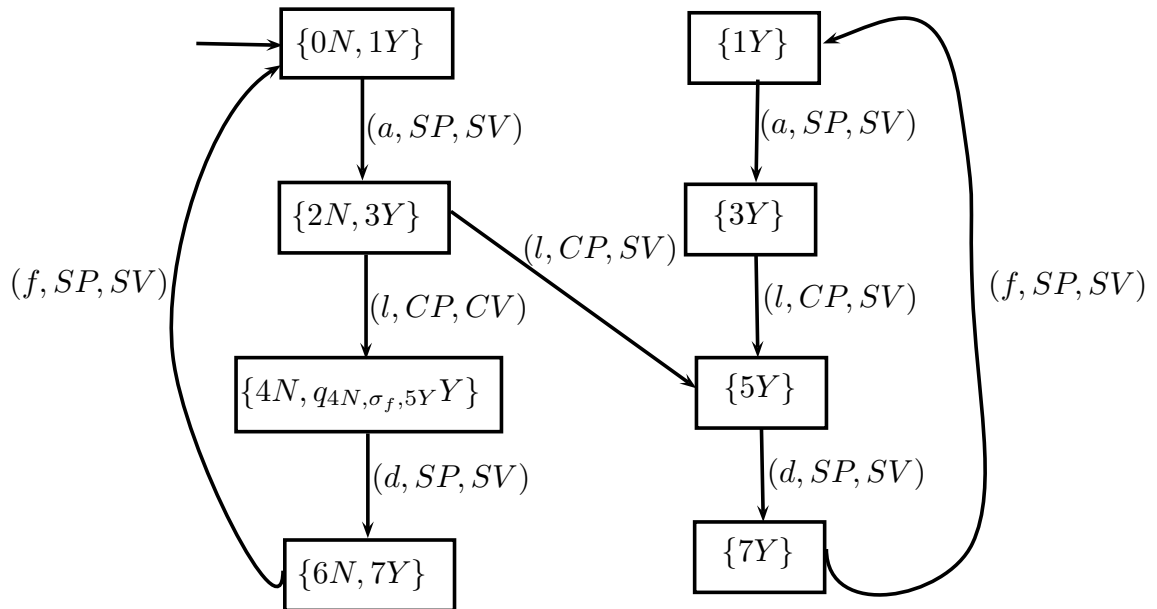 {0N, 1Y} {1Y}
(a, SP, SV) (a, SP, SV)
{2N, 3Y} {3Y}
(l, CP, SV)
(f, SP, SV) (l, CP, CV) (l, CP, SV) (f, SP, SV)
{4N, q_{4N,σ_f,5Y}Y} {5Y}
(d, SP, SV) (d, SP, SV)
{6N, 7Y} {7Y}